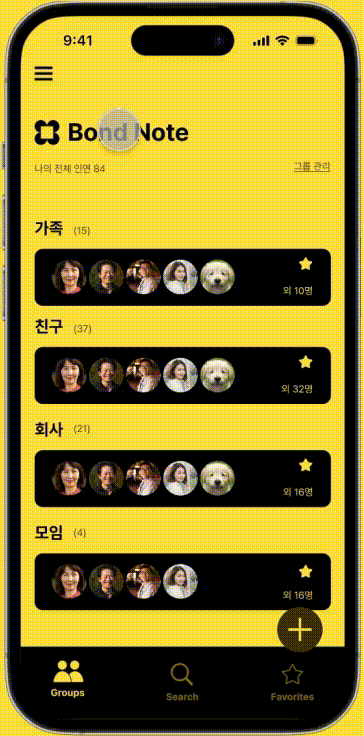 9:41
Bond Note
나의 전체 인연 84
그룹 관리
가족 (15)
외 10명
친구 (37)
외 32명
회사 (21)
외 16명
모임 (4)
외 16명
Groups
Search
Favorites